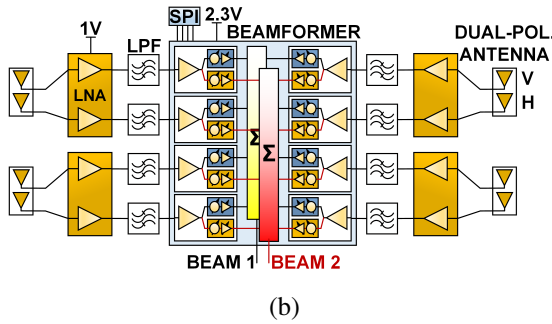 SPI
2.3V
1V
LPF
BEAMFORMER
DUAL-POL.
ANTENNA
LNA
V
H
Σ
Σ
BEAM 1
BEAM 2
(b)